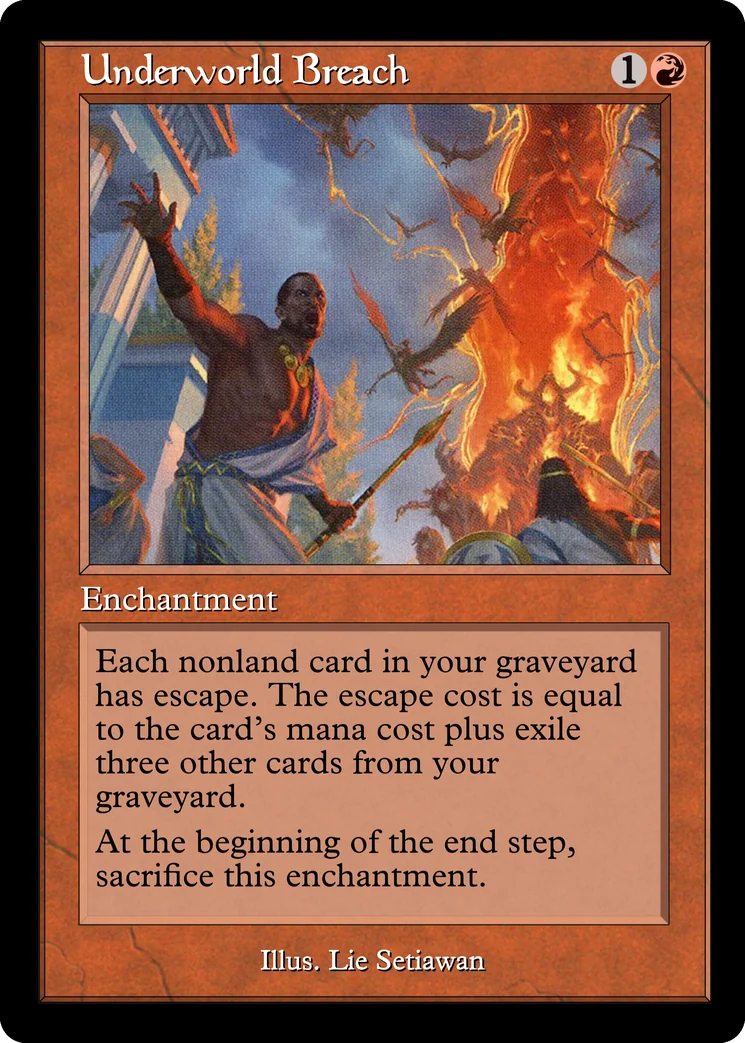 Underworld Breach 1
Enchantment
Each nonland card in your graveyard
has escape. The escape cost is equal
to the card's mana cost plus exile
three other cards from your
graveyard.
At the beginning of the end step,
sacrifice this enchantment.
Illus. Lie Setiawan